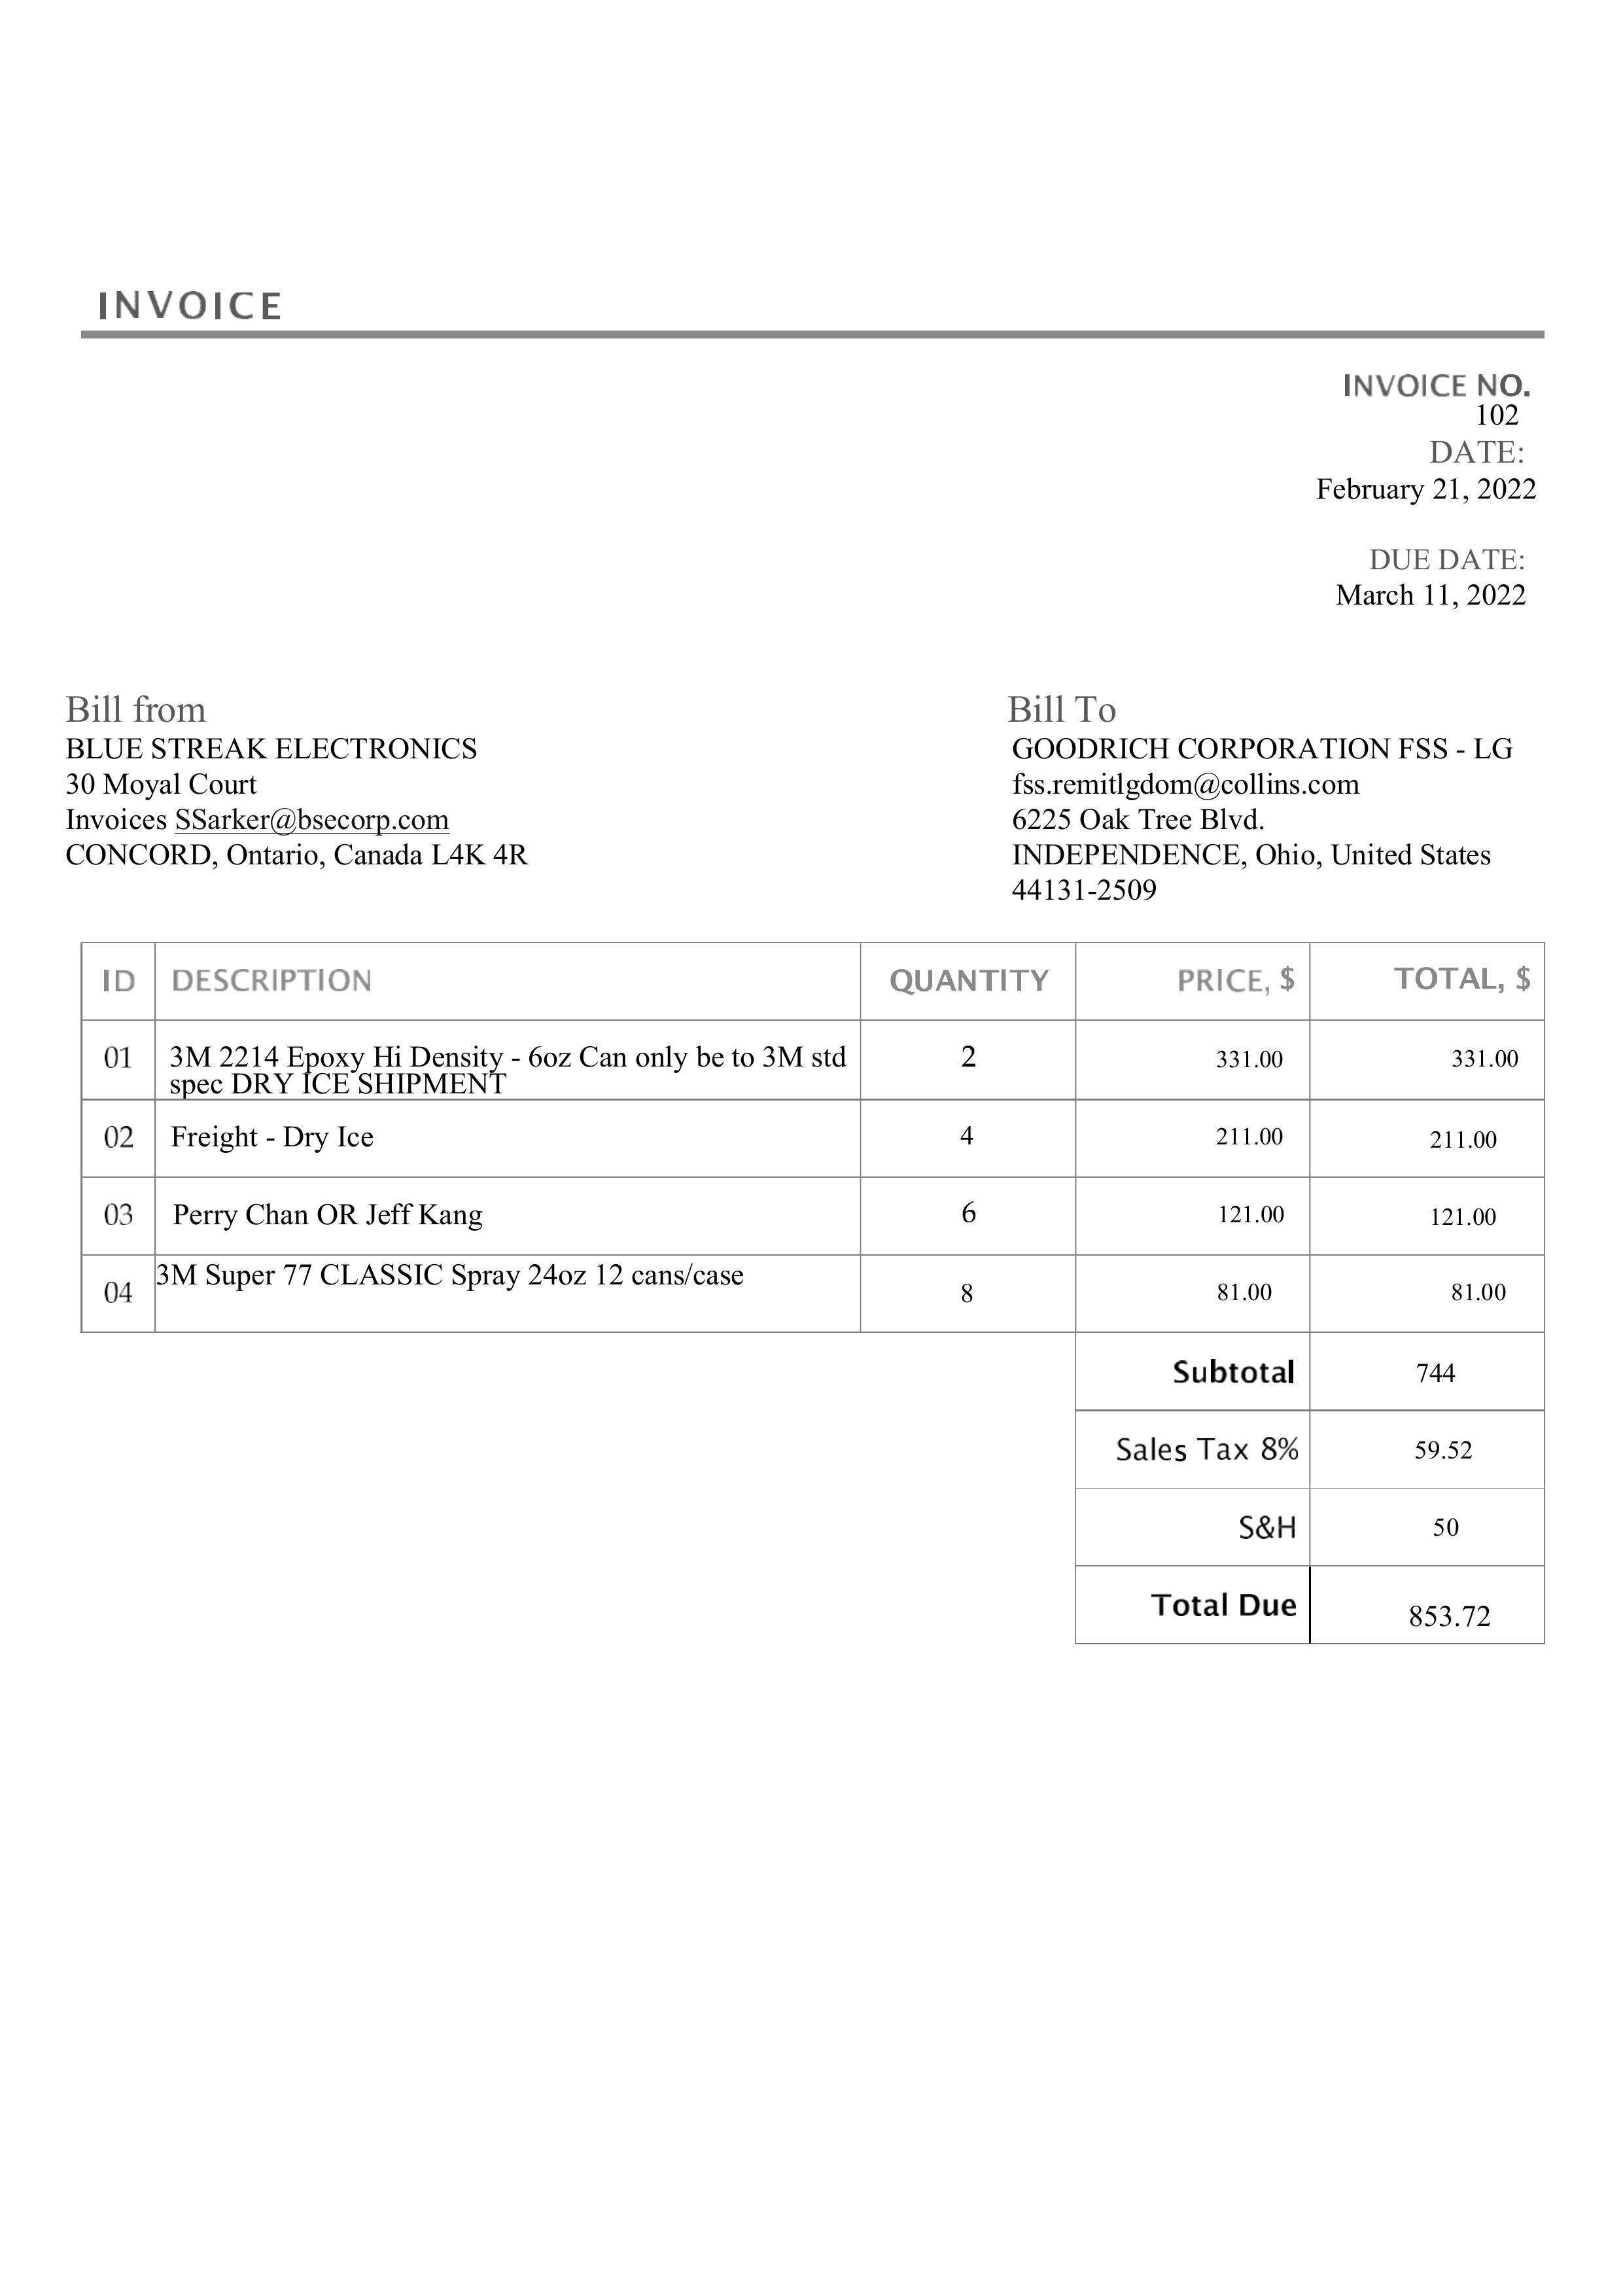 INVOICE
INVOICE NO.
102
DATE:
February 21, 2022
DUE DATE:
March 11, 2022
Bill from
BLUE STREAK ELECTRONICS
30 Moyal Court
Invoices SSarker@bsecorp.com
CONCORD, Ontario, Canada L4K 4R
Bill To
GOODRICH CORPORATION FSS - LG
fss.remitlgdom@collins.com
6225 Oak Tree Blvd.
INDEPENDENCE, Ohio, United States
44131-2509
ID DESCRIPTION QUANTITY PRICE, $ TOTAL, $
01 3M 2214 Epoxy Hi Density - 6oz Can only be to 3M std 2 331.00 331.00
spec DRY ICE SHIPMENT
02 Freight - Dry Ice 4 211.00 211.00
03 Perry Chan OR Jeff Kang 6 121.00 121.00
04 3M Super 77 CLASSIC Spray 24oz 12 cans/case 8 81.00 81.00
Subtotal 744
Sales Tax 8% 59.52
S&H 50
Total Due 853.72